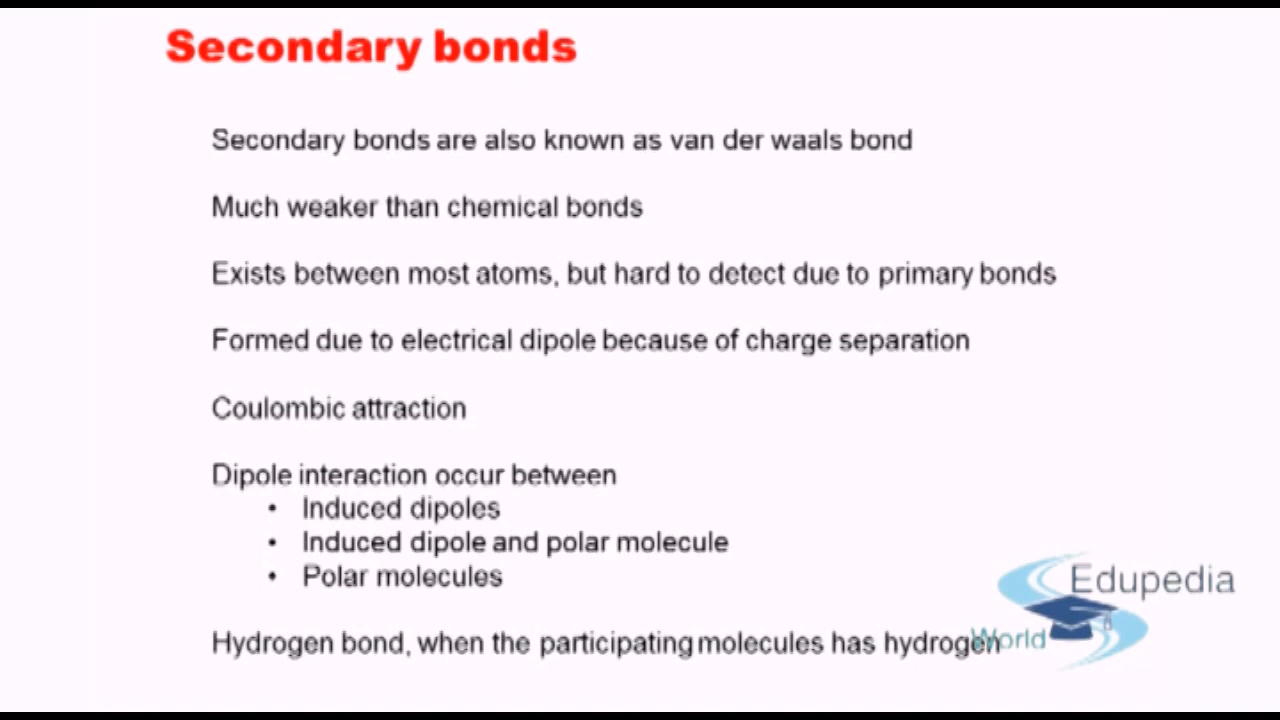 Secondary bonds
Secondary bonds are also known as van der waals bond
Much weaker than chemical bonds
Exists between most atoms, but hard to detect due to primary bonds
Formed due to electrical dipole because of charge separation
Coulombic attraction
Dipole interaction occur between
• Induced dipoles
• Induced dipole and polar molecule
• Polar molecules
Hydrogen bond, when the participating molecules has hydrogen
Edupedia
World